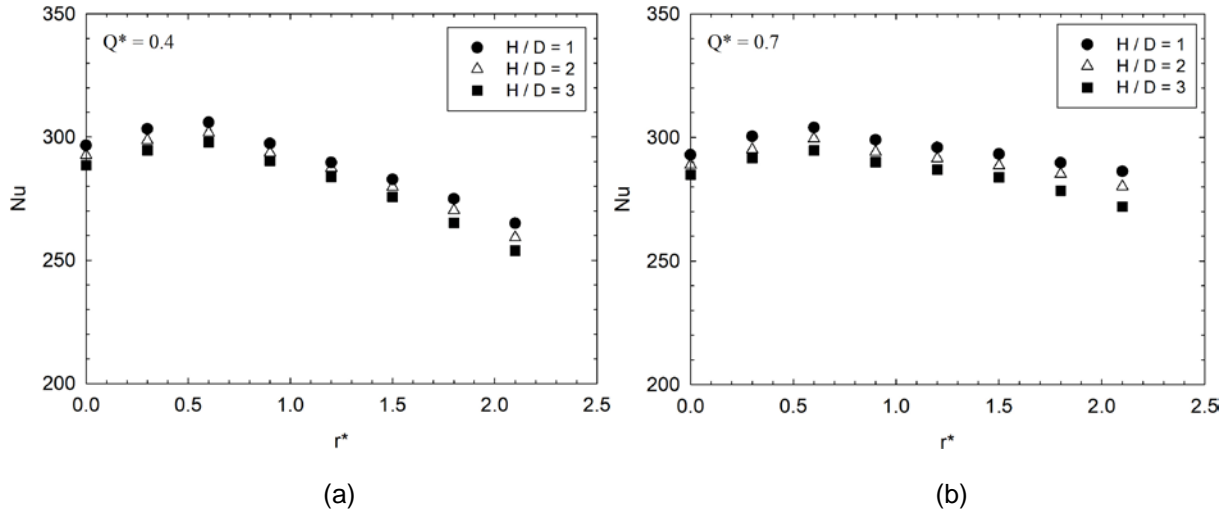 350
300
250
200
Nu
Q* = 0.4
H / D = 1
H / D = 2
H / D = 3
0.0 0.5 1.0 1.5 2.0 2.5
r*
(a)
350
300
250
200
Nu
Q* = 0.7
H / D = 1
H / D = 2
H / D = 3
0.0 0.5 1.0 1.5 2.0 2.5
r*
(b)